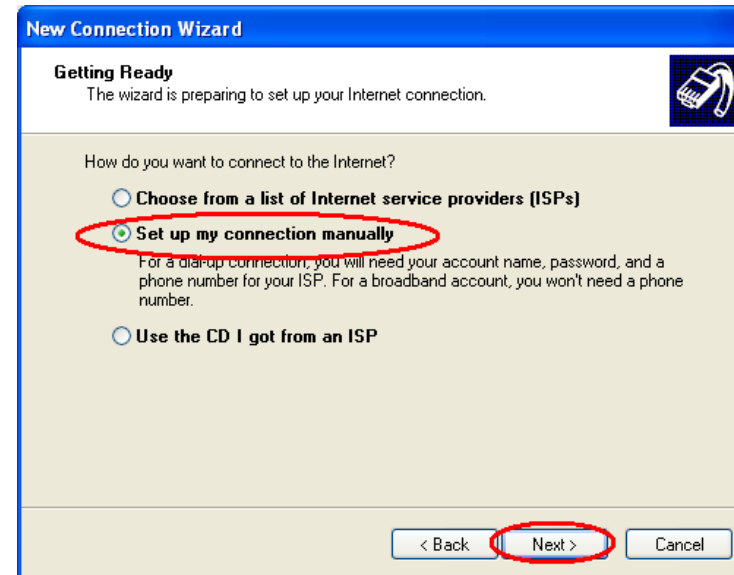 New Connection Wizard
Getting Ready
The wizard is preparing to set up your Internet connection.
How do you want to connect to the Internet?
Choose from a list of Internet service providers (ISPs)
Set up my connection manually
For a dial-up connection, you will need your account name, password, and a
phone number for your ISP. For a broadband account, you won't need a phone
number.
Use the CD I got from an ISP
< Back Next > Cancel